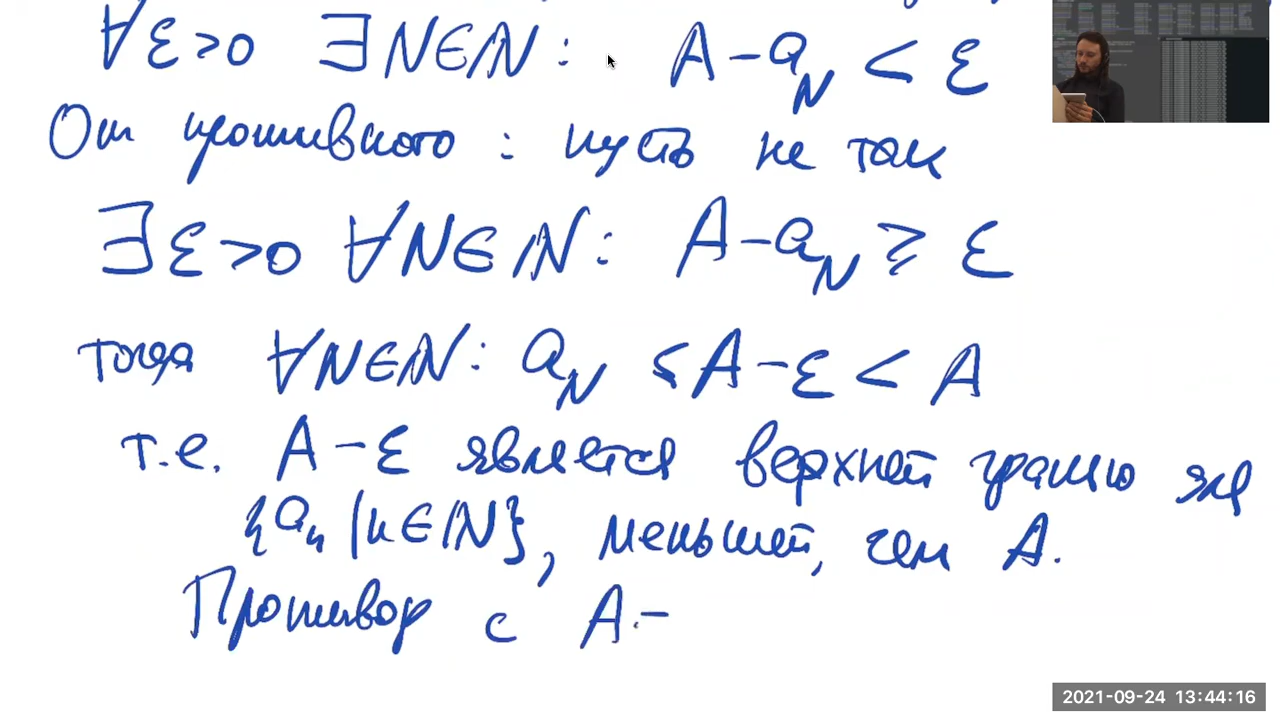 ∀ε>0 ∃N∈ℕ: A-a_N < ε
От противного: пусть не так
∃ε>0 ∀N∈ℕ: A-a_N ≥ ε
тогда ∀N∈ℕ: a_N ≤ A-ε < A
т.е. A-ε является верхней гранью для
{a_n | n∈ℕ}, меньшей, чем A.
Противор с A-
2021-09-24 13:44:16